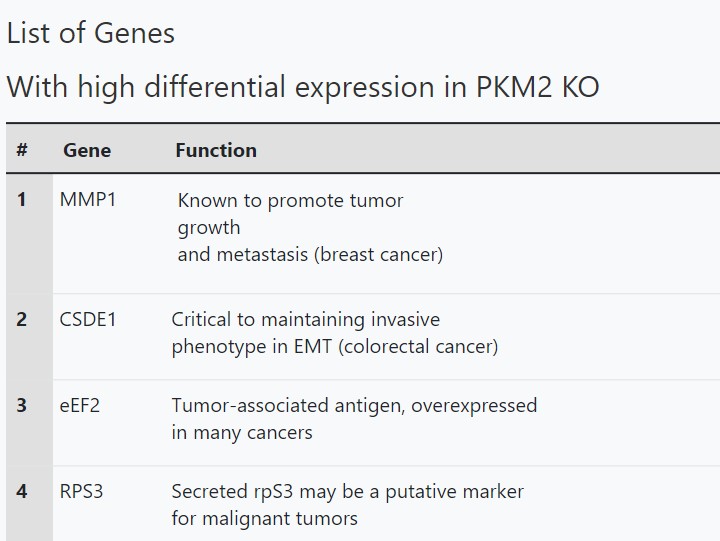 List of Genes
With high differential expression in PKM2 KO
# Gene Function
1 MMP1 Known to promote tumor
growth
and metastasis (breast cancer)
2 CSDE1 Critical to maintaining invasive
phenotype in EMT (colorectal cancer)
3 eEF2 Tumor-associated antigen, overexpressed
in many cancers
4 RPS3 Secreted rpS3 may be a putative marker
for malignant tumors